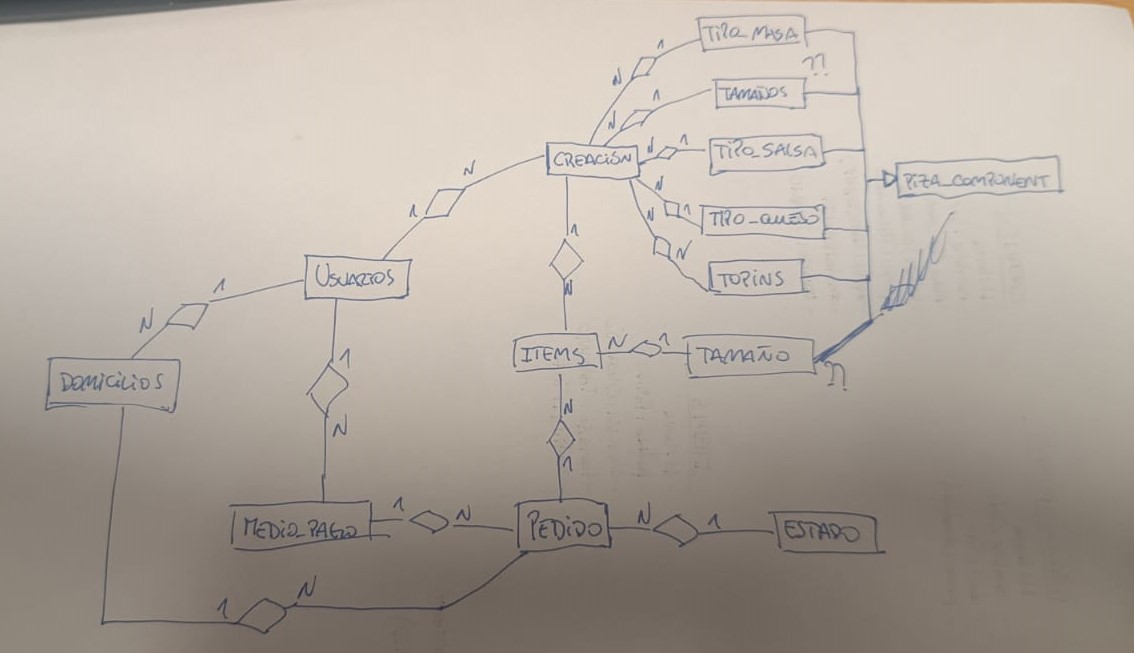 TIPO_MASA
1
N
??
TAMAÑOS
1
N
CREACIÓN
N
1
TIPO_SALSA
N
PIZA_COMPONENT
N
1
TIPO_QUESO
1
N
N
1
TOPINS
USUARIOS
1
N
N
1
ITEMS
N
1
TAMAÑO
??
DOMICILIOS
N
N
1
MEDIO_PAGO
1
N
PEDIDO
N
1
ESTADO
1
N